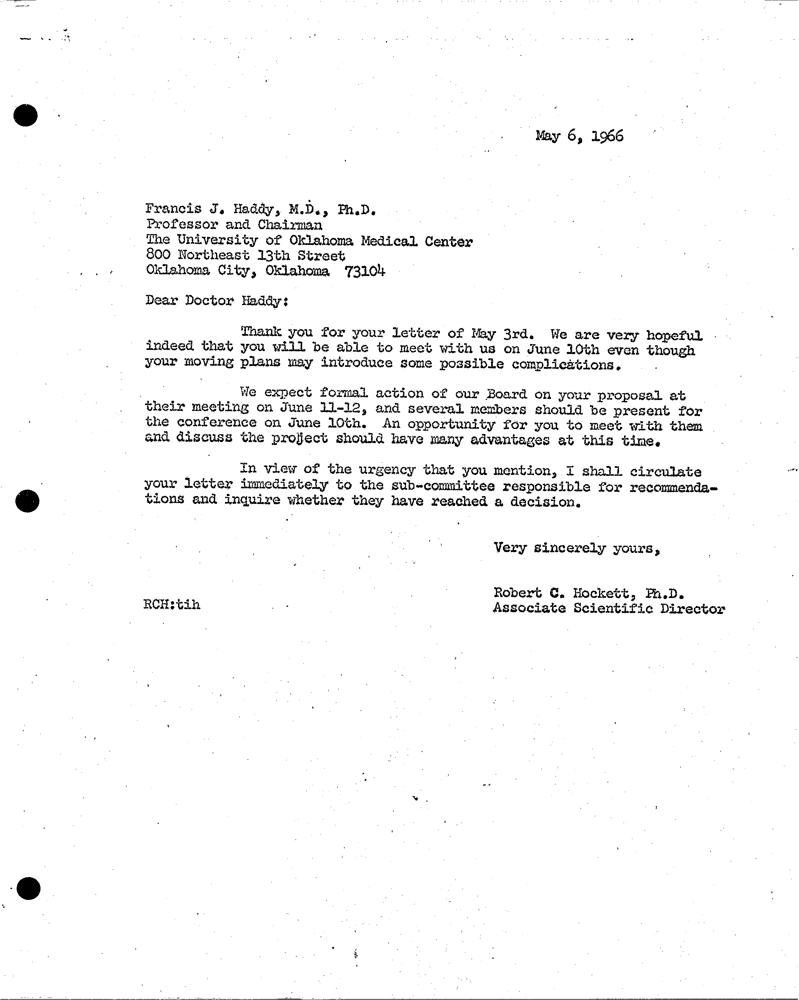 May 6, 1966
Francis J. Haddy, M.D., Ph.D.
Professor and Chairman
The University of Oklahoma Medical Center
800 Northeast 13th Street
Oklahoma City, Oklahoma 73104
Dear Doctor Haddy:
Thank you for your letter of May 3rd. We are very hopeful
indeed that you will be able to meet with us on June 10th even though
your moving plans may introduce some possible complications.
We expect formal action of our Board on your proposal at
their meeting on June 11-12, and several members should be present for
the conference on June 10th. An opportunity for you to meet with them
and discuss the project should have many advantages at this time.
In view of the urgency that you mention, I shall circulate
your letter immediately to the sub-committee responsible for recommenda-
tions and inquire whether they have reached a decision.
Very sincerely yours,
Robert C. Hockett, Ph.D.
Associate Scientific Director
RCH:tih